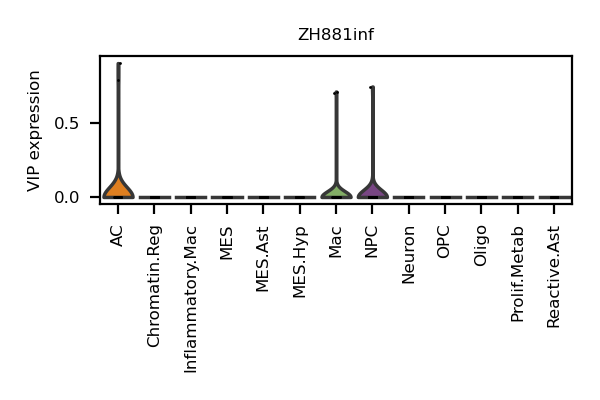 ZH881inf
VIP expression
0.5
0.0
AC
Chromatin.Reg
Inflammatory.Mac
MES
MES.Ast
MES.Hyp
Mac
NPC
Neuron
OPC
Oligo
Prolif.Metab
Reactive.Ast